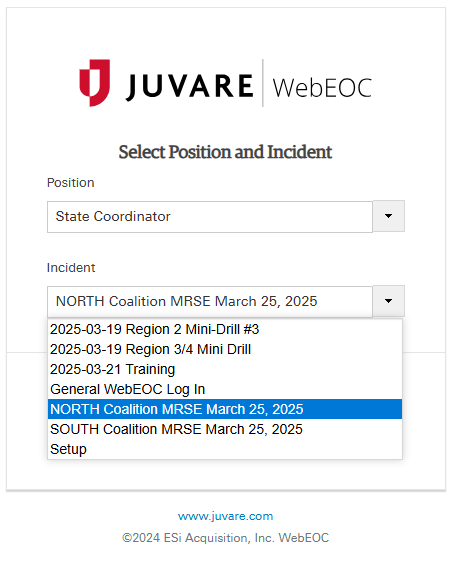 JUVARE WebEOC
Select Position and Incident
Position
State Coordinator
Incident
NORTH Coalition MRSE March 25, 2025
2025-03-19 Region 2 Mini-Drill #3
2025-03-19 Region 3/4 Mini Drill
2025-03-21 Training
General WebEOC Log In
NORTH Coalition MRSE March 25, 2025
SOUTH Coalition MRSE March 25, 2025
Setup
www.juvare.com
©2024 ESi Acquisition, Inc. WebEOC